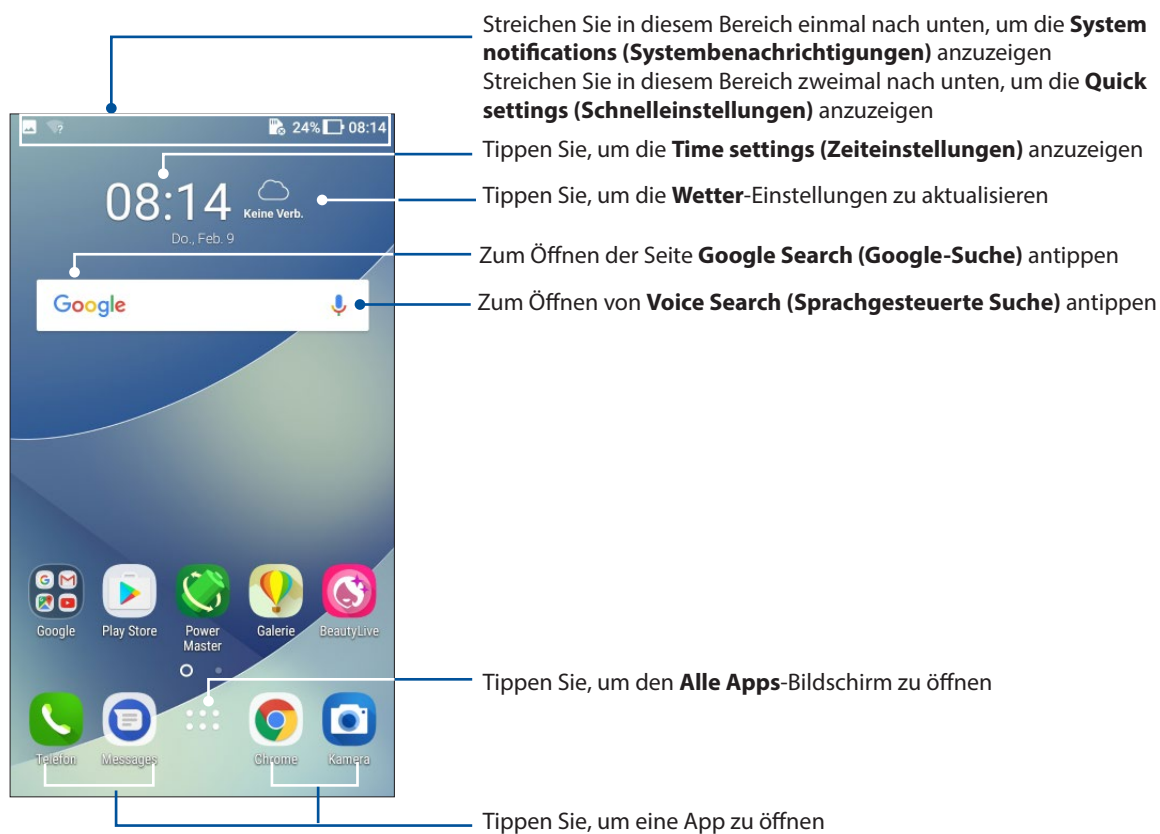 Streichen Sie in diesem Bereich einmal nach unten, um die System
notifications (Systembenachrichtigungen) anzuzeigen
Streichen Sie in diesem Bereich zweimal nach unten, um die Quick
settings (Schnelleinstellungen) anzuzeigen
24% 08:14
Tippen Sie, um die Time settings (Zeiteinstellungen) anzuzeigen
08:14
Keine Verb.
Tippen Sie, um die Wetter-Einstellungen zu aktualisieren
Do., Feb. 9
Zum Öffnen der Seite Google Search (Google-Suche) antippen
Google
Zum Öffnen von Voice Search (Sprachgesteuerte Suche) antippen
Google Play Store Power Master Galerie BeautyLive
Tippen Sie, um den Alle Apps-Bildschirm zu öffnen
Telefon Messages Chrome Kamera
Tippen Sie, um eine App zu öffnen